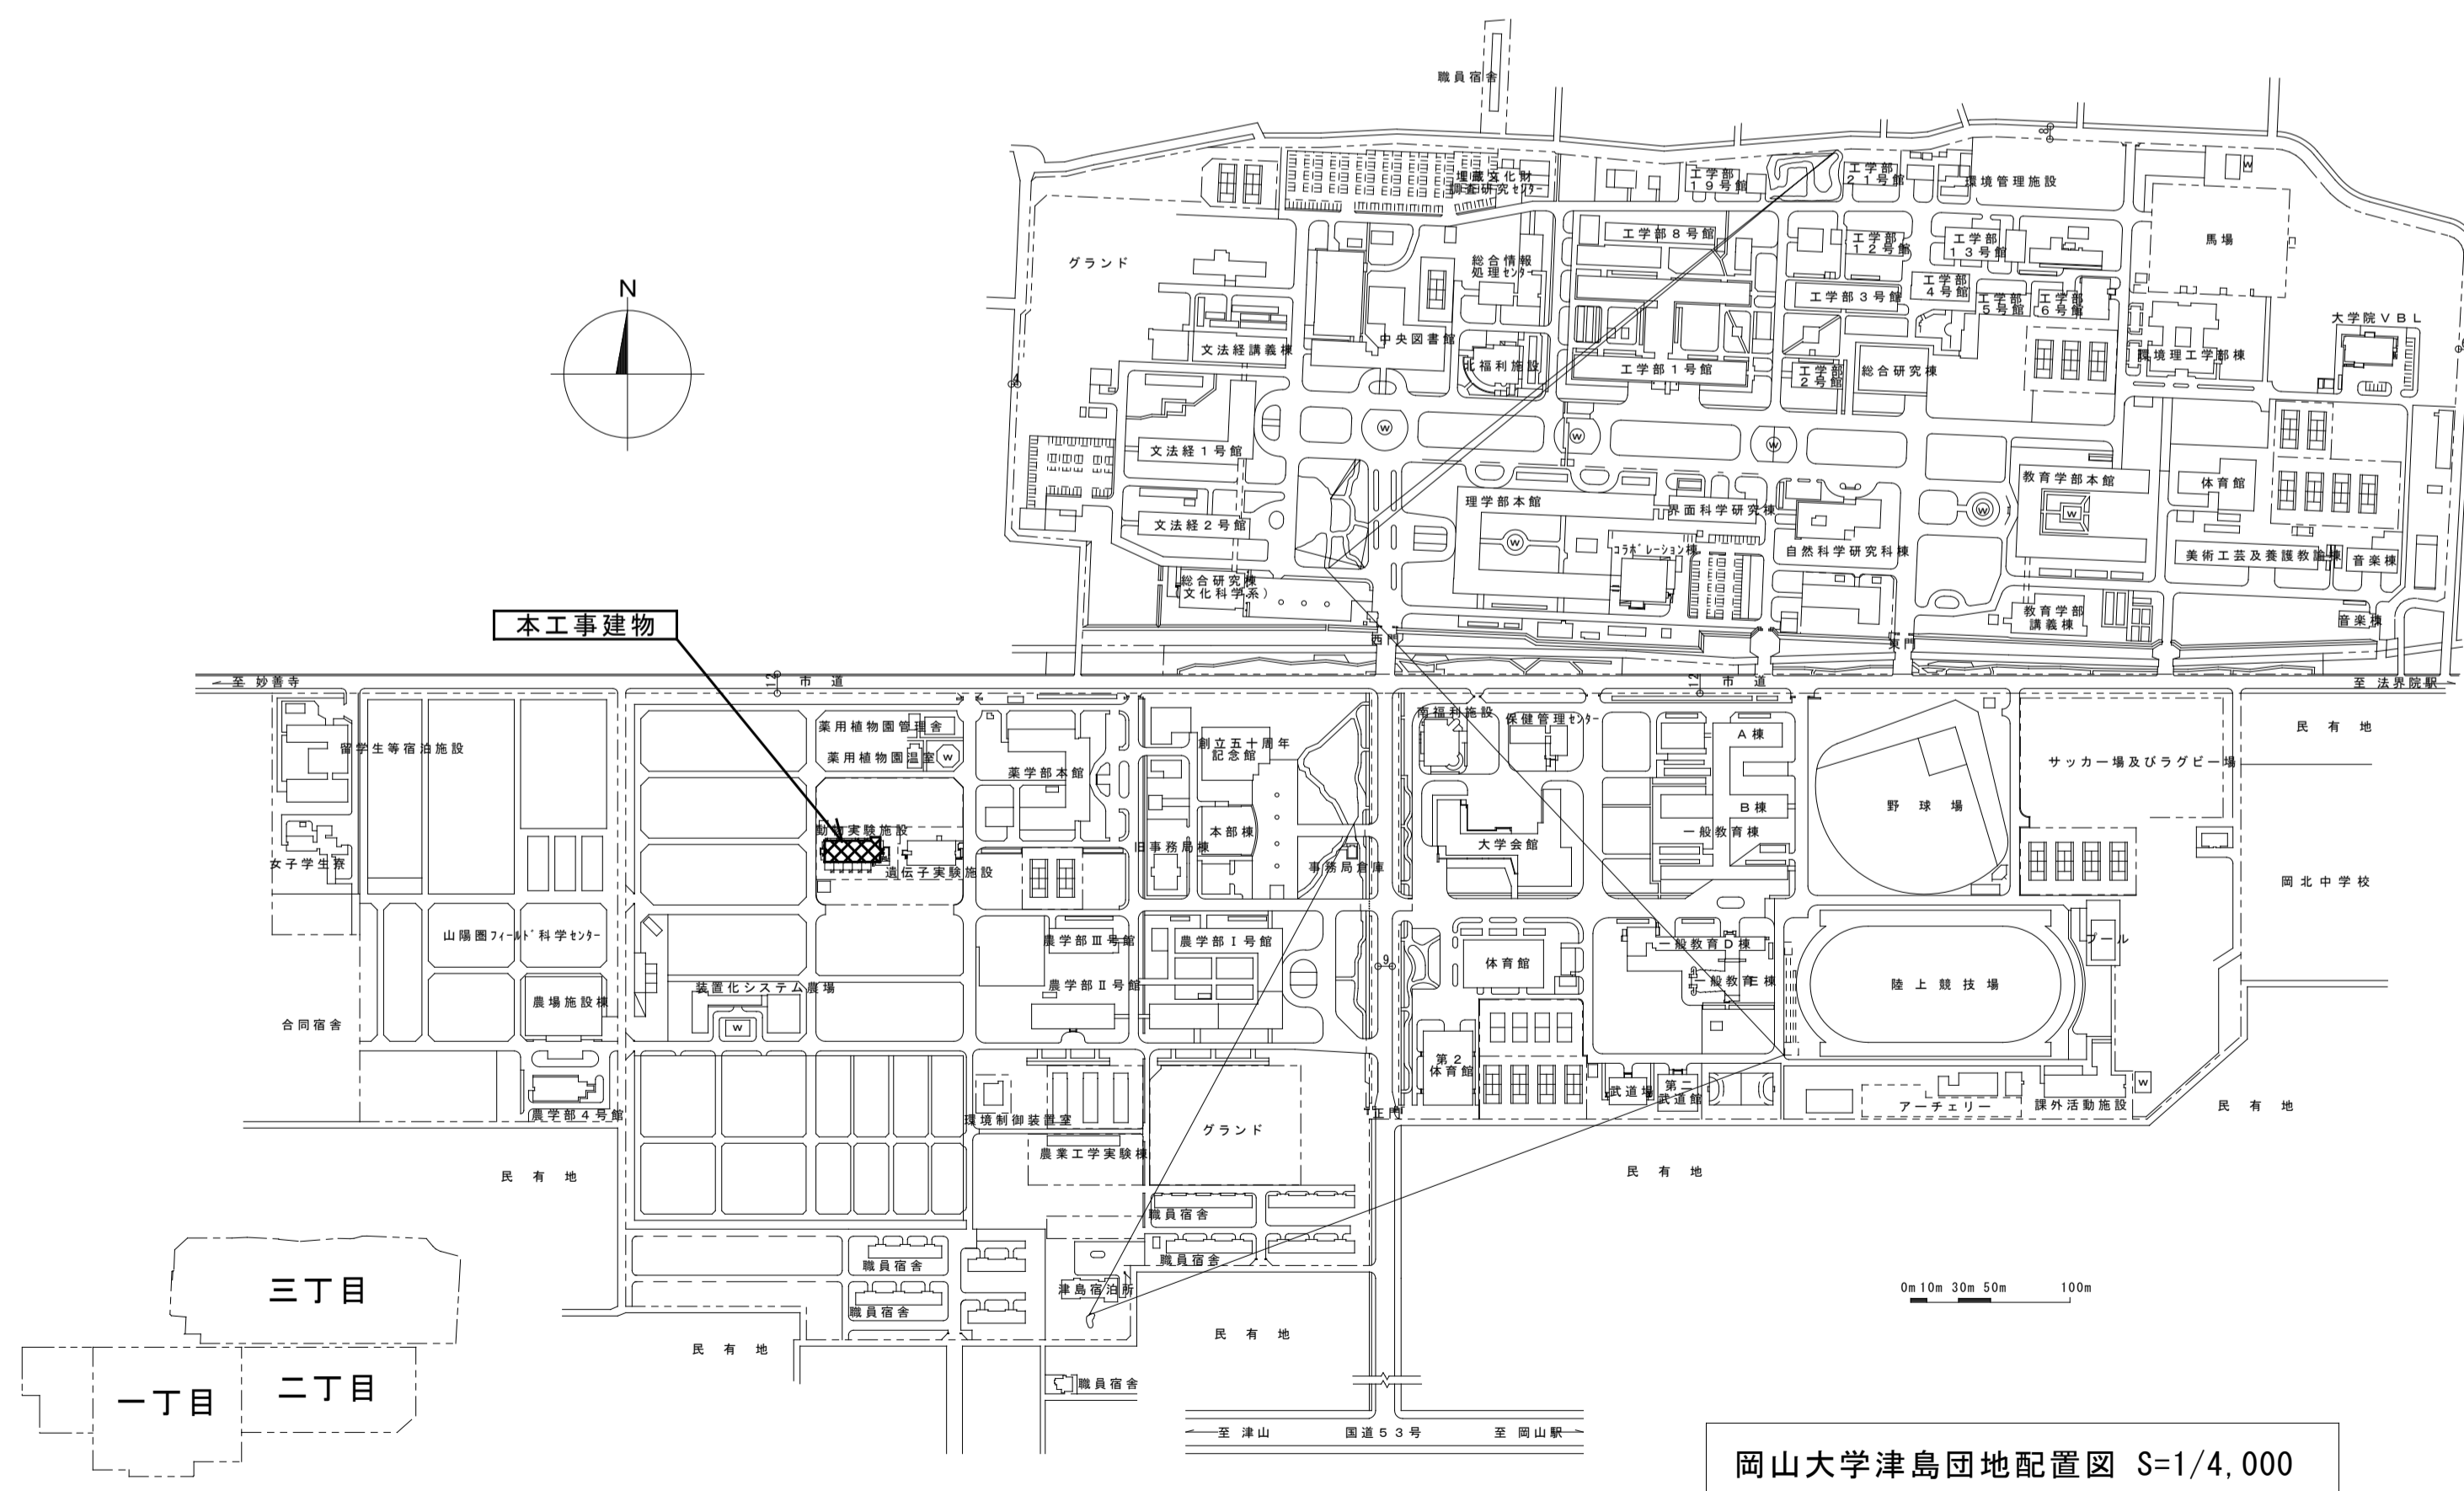 職員宿舎
埋蔵文化財
調査研究センター
工学部
19号館
工学部
21号館
環境管理施設
8
W
馬場
グランド
工学部8号館
総合情報
処理センター
工学部
12号館
工学部
13号館
工学部3号館
工学部
4号館
工学部
5号館
工学部
6号館
大学院VBL
N
文法経講義棟
中央図書館
北福利施設
工学部1号館
工学部
2号館
総合研究棟
環境理工学部棟
4
W
W
W
文法経1号館
教育学部本館
体育館
理学部本館
界面科学研究棟
W
W
文法経2号館
W
コラボレーション棟
自然科学研究科棟
美術工芸及養護教諭棟
音楽棟
総合研究棟
(文化科学系)
教育学部
講義棟
音楽棟
本工事建物
西門
東門
至 妙善寺
12
市 道
12
市 道
至 法界院駅
留学生等宿泊施設
薬用植物園管理舎
薬用植物園温室
W
薬学部本館
創立五十周年
記念館
南福利施設
保健管理センター
A棟
民 有 地
サッカー場及びラグビー場
野 球 場
B棟
動物実験施設
本部棟
一般教育棟
旧事務局棟
大学会館
女子学生寮
遺伝子実験施設
事務局倉庫
岡北中学校
山陽圏フィールド科学センター
農学部Ⅲ号館
農学部Ⅰ号館
一般教育D棟
プール
9
体育館
農場施設棟
装置化システム農場
農学部Ⅱ号館
一般教育E棟
陸 上 競 技 場
合同宿舎
W
第2
体育館
武道場
第二
武道館
W
農学部4号館
環境制御装置室
グランド
正門
アーチェリー
課外活動施設
民 有 地
農業工学実験棟
民 有 地
民 有 地
職員宿舎
職員宿舎
職員宿舎
津島宿泊所
職員宿舎
0m 10m 30m 50m 100m
三丁目
民 有 地
民 有 地
一丁目
二丁目
職員宿舎
至 津山
国道53号
至 岡山駅
岡山大学津島団地配置図 S=1/4,000